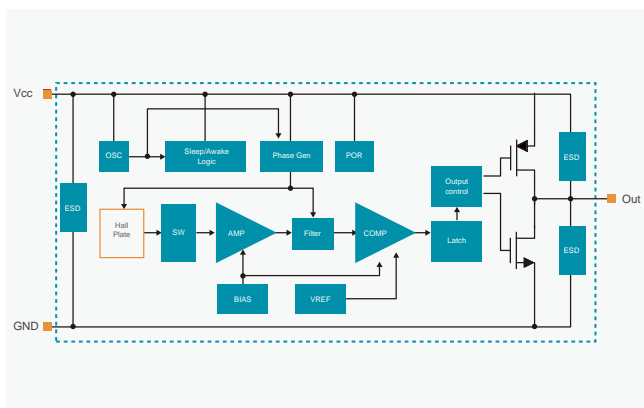 Vcc
OSC
Sleep/Awake
Logic
Phase Gen
POR
ESD
Output
control
ESD
Out
Hall
Plate
SW
AMP
Filter
COMP
Latch
ESD
BIAS
VREF
GND